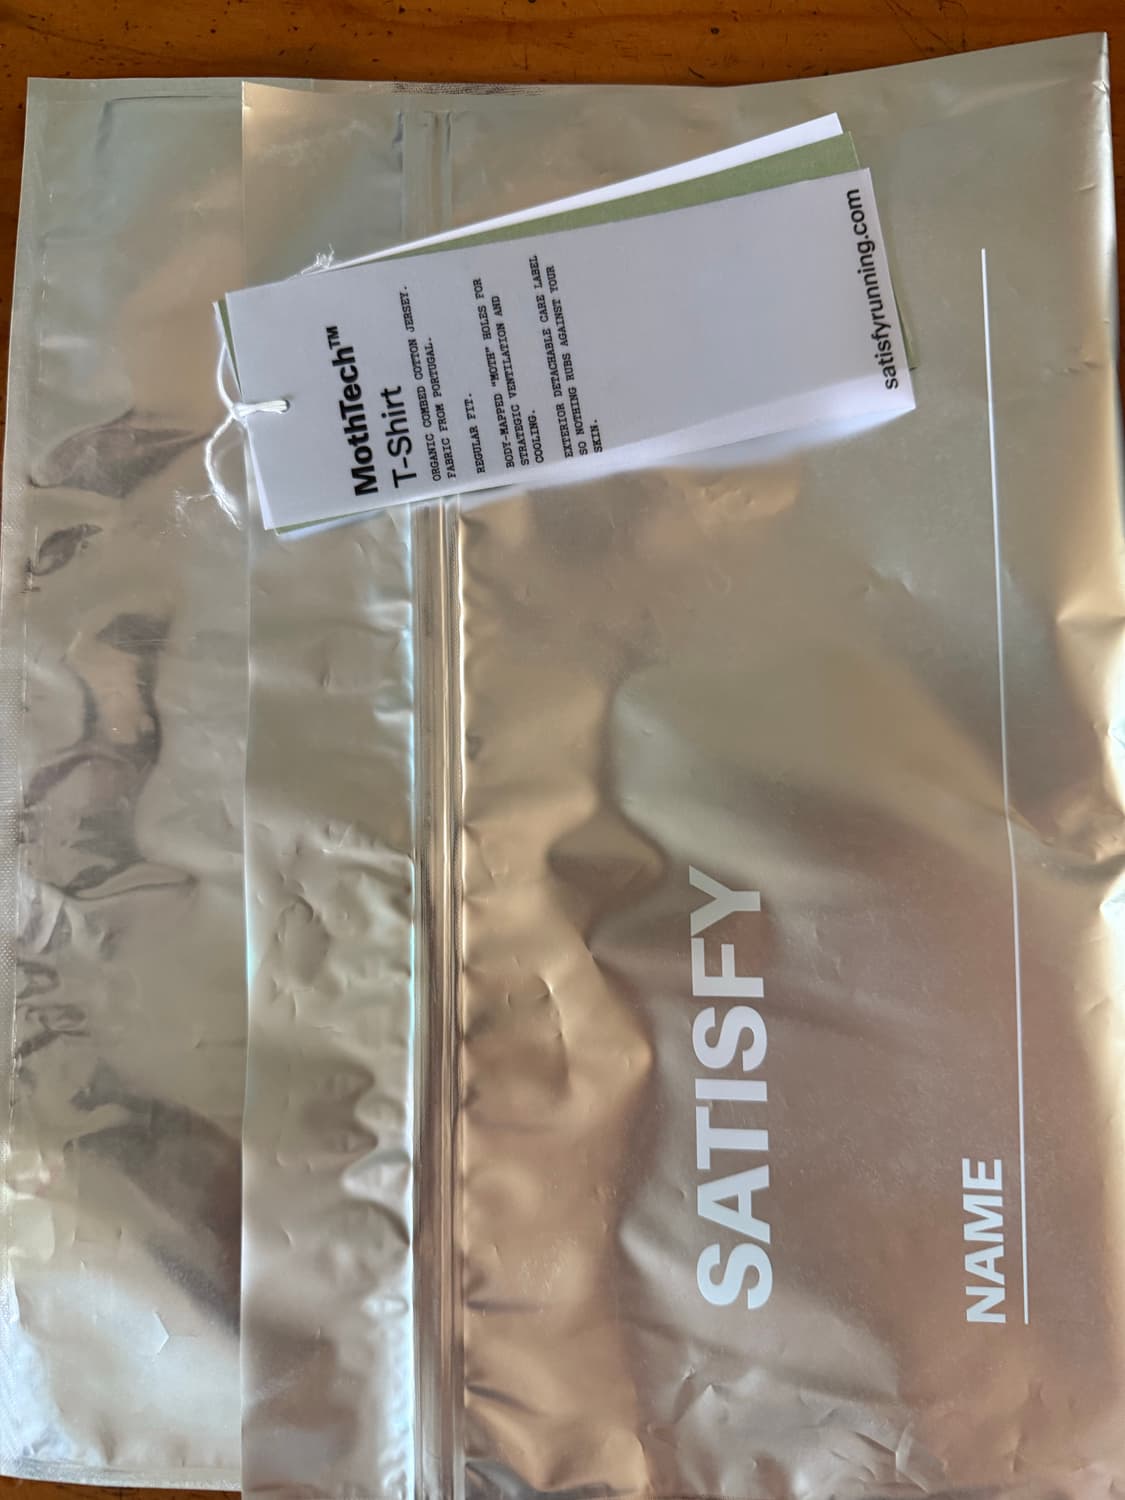 MothTech™
T-Shirt
ORGANIC COMBED COTTON JERSEY.
FABRIC FROM PORTUGAL.
REGULAR FIT.
BODY-MAPPED "MOTH" HOLES FOR
STRATEGIC VENTILATION AND
COOLING.
EXTERIOR DETACHABLE CARE LABEL
SO NOTHING RUBS AGAINST YOUR
SKIN.
satisfyrunning.com
SATISFY
NAME